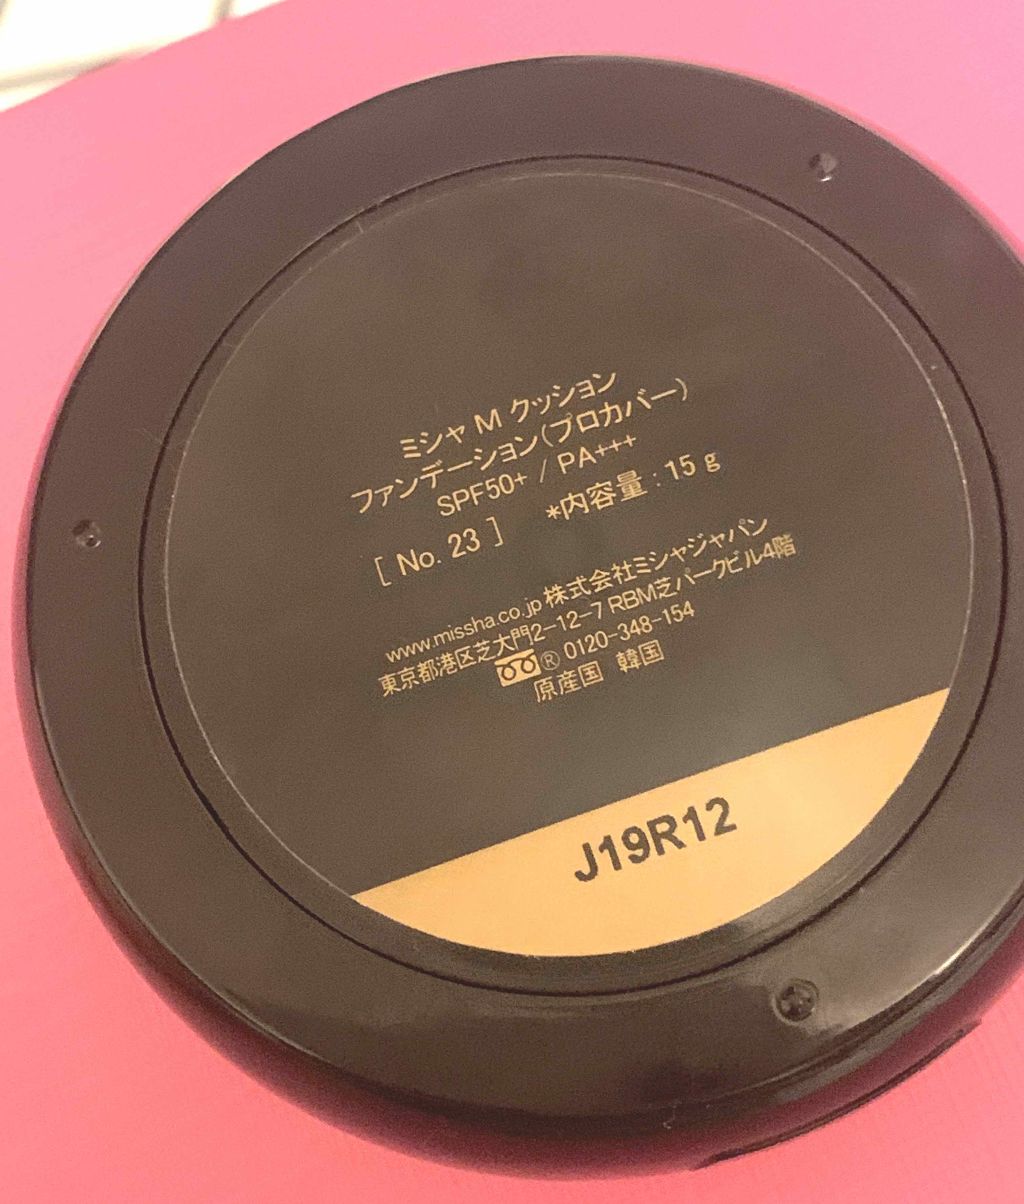 ミシャ M クッション
ファンデーション(プロカバー)
SPF50+ / PA+++
[ No. 23 ] *内容量 : 15 g
www.missha.co.jp 株式会社ミシャジャパン
東京都港区芝大門2-12-7 RBM芝パークビル4階
® 0120-348-154
原産国 韓国
J19R12